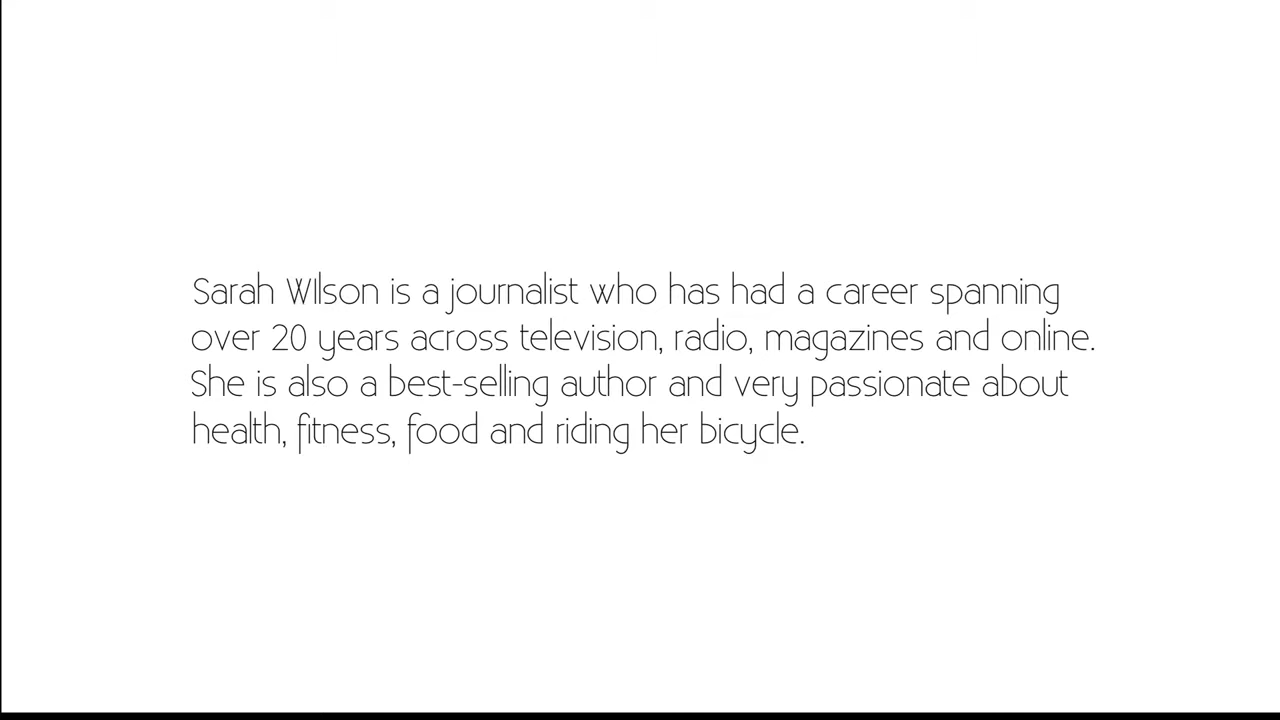 Sarah WIlson is a journalist who has had a career spanning
over 20 years across television, radio, magazines and online.
She is also a best-selling author and very passionate about
health, fitness, food and riding her bicycle.